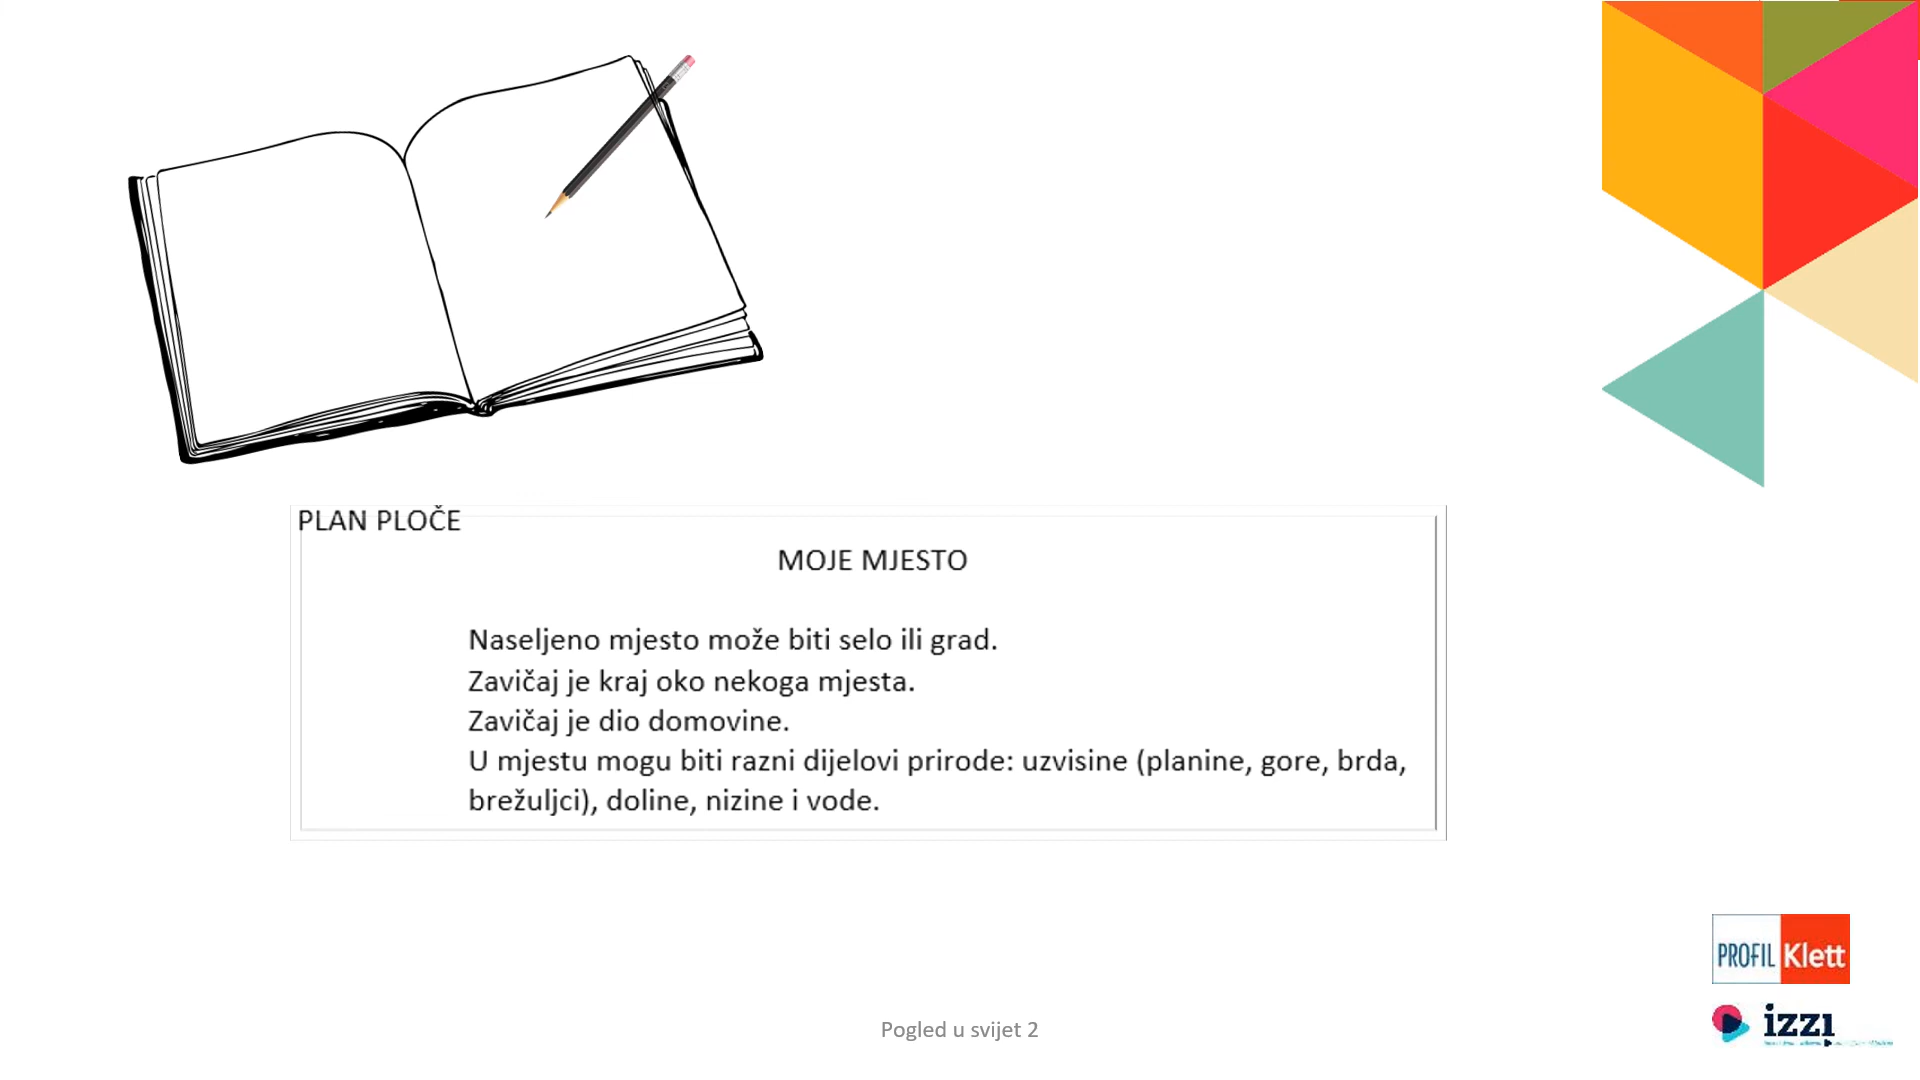 PLAN PLOČE
MOJE MJESTO
Naseljeno mjesto može biti selo ili grad.
Zavičaj je kraj oko nekoga mjesta.
Zavičaj je dio domovine.
U mjestu mogu biti razni dijelovi prirode: uzvisine (planine, gore, brda,
brežuljci), doline, nizine i vode.
PROFIL Klett
izzi
Pogled u svijet 2